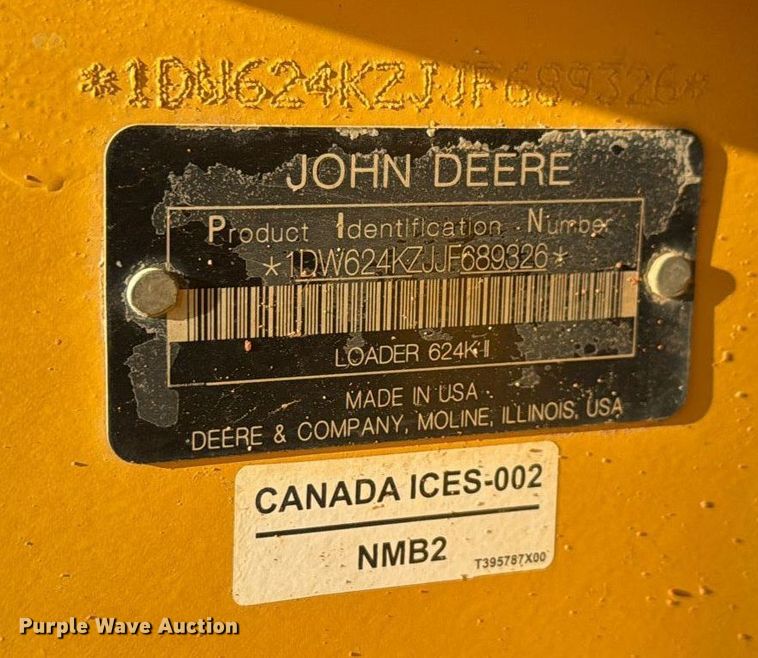 *1DW624KZJJF689326*
JOHN DEERE
Product Identification Number
*1DW624KZJJF689326*
LOADER 624K II
MADE IN USA
DEERE & COMPANY, MOLINE, ILLINOIS, USA
CANADA ICES-002
NMB2
T395787X00
Purple Wave Auction